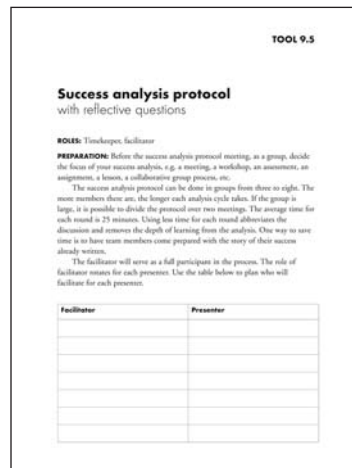 TOOL 9.5
Success analysis protocol
with reflective questions
ROLES: Timekeeper, facilitator
PREPARATION: Before the success analysis protocol meeting, as a group, decide
the focus of your success analysis, e.g. a meeting, a workshop, an assessment, an
assignment, a lesson, a collaborative group process, etc.
The success analysis protocol can be done in groups from three to eight. The
more members there are, the longer each analysis cycle takes. If the group is
large, it is possible to divide the protocol over two meetings. The average time for
each round is 25 minutes. Using less time for each round abbreviates the
discussion and removes the depth of learning from the analysis. One way to save
time is to have team members come prepared with the story of their success
already written.
The facilitator will serve as a full participant in the process. The role of
facilitator rotates for each presenter. Use the table below to plan who will
facilitate for each presenter.
Facilitator Presenter